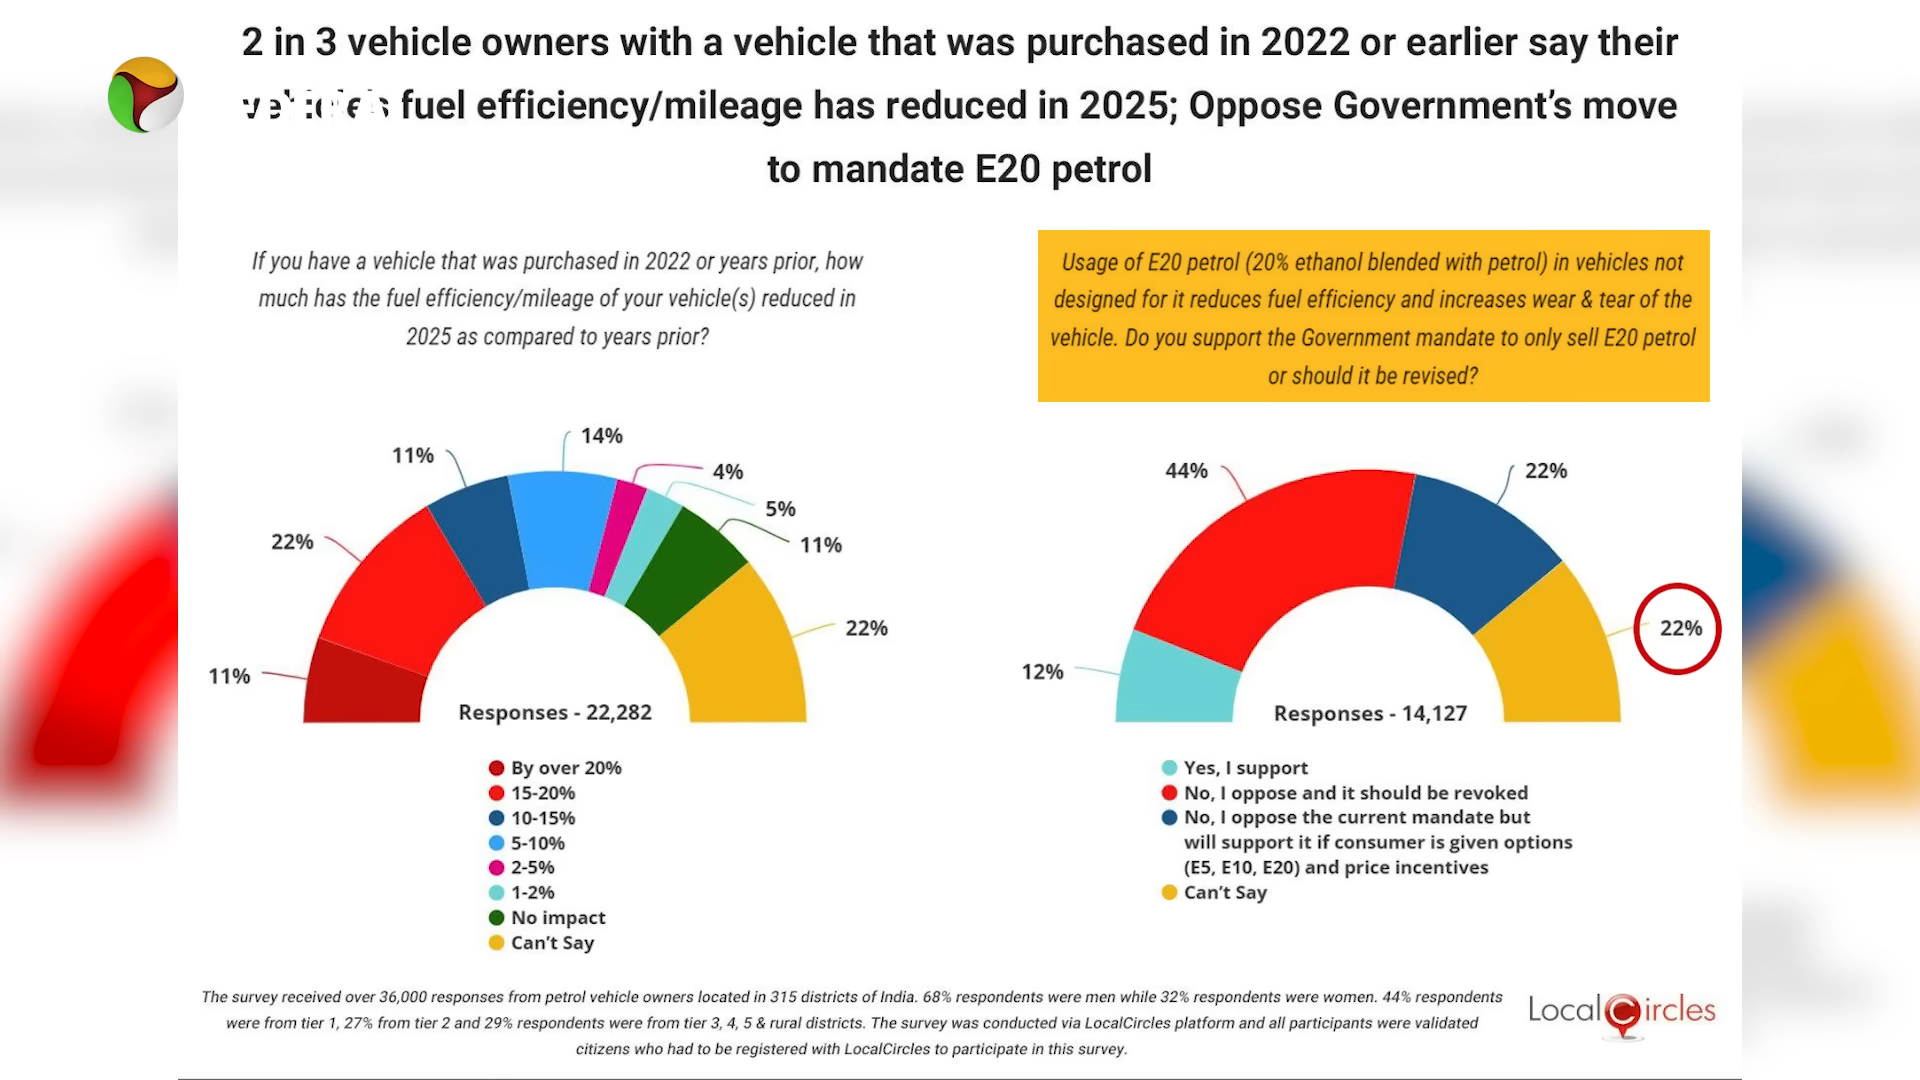 2 in 3 vehicle owners with a vehicle that was purchased in 2022 or earlier say their
vehicle's fuel efficiency/mileage has reduced in 2025; Oppose Government’s move
to mandate E20 petrol
If you have a vehicle that was purchased in 2022 or years prior, how
much has the fuel efficiency/mileage of your vehicle(s) reduced in
2025 as compared to years prior?
11%
22%
11%
14%
4%
5%
11%
22%
Responses - 22,282
By over 20%
15-20%
10-15%
5-10%
2-5%
1-2%
No impact
Can’t Say
Usage of E20 petrol (20% ethanol blended with petrol) in vehicles not
designed for it reduces fuel efficiency and increases wear & tear of the
vehicle. Do you support the Government mandate to only sell E20 petrol
or should it be revised?
12%
44%
22%
22%
Responses - 14,127
Yes, I support
No, I oppose and it should be revoked
No, I oppose the current mandate but
will support it if consumer is given options
(E5, E10, E20) and price incentives
Can’t Say
The survey received over 36,000 responses from petrol vehicle owners located in 315 districts of India. 68% respondents were men while 32% respondents were women. 44% respondents
were from tier 1, 27% from tier 2 and 29% respondents were from tier 3, 4, 5 & rural districts. The survey was conducted via LocalCircles platform and all participants were validated
citizens who had to be registered with LocalCircles to participate in this survey.
LocalCircles